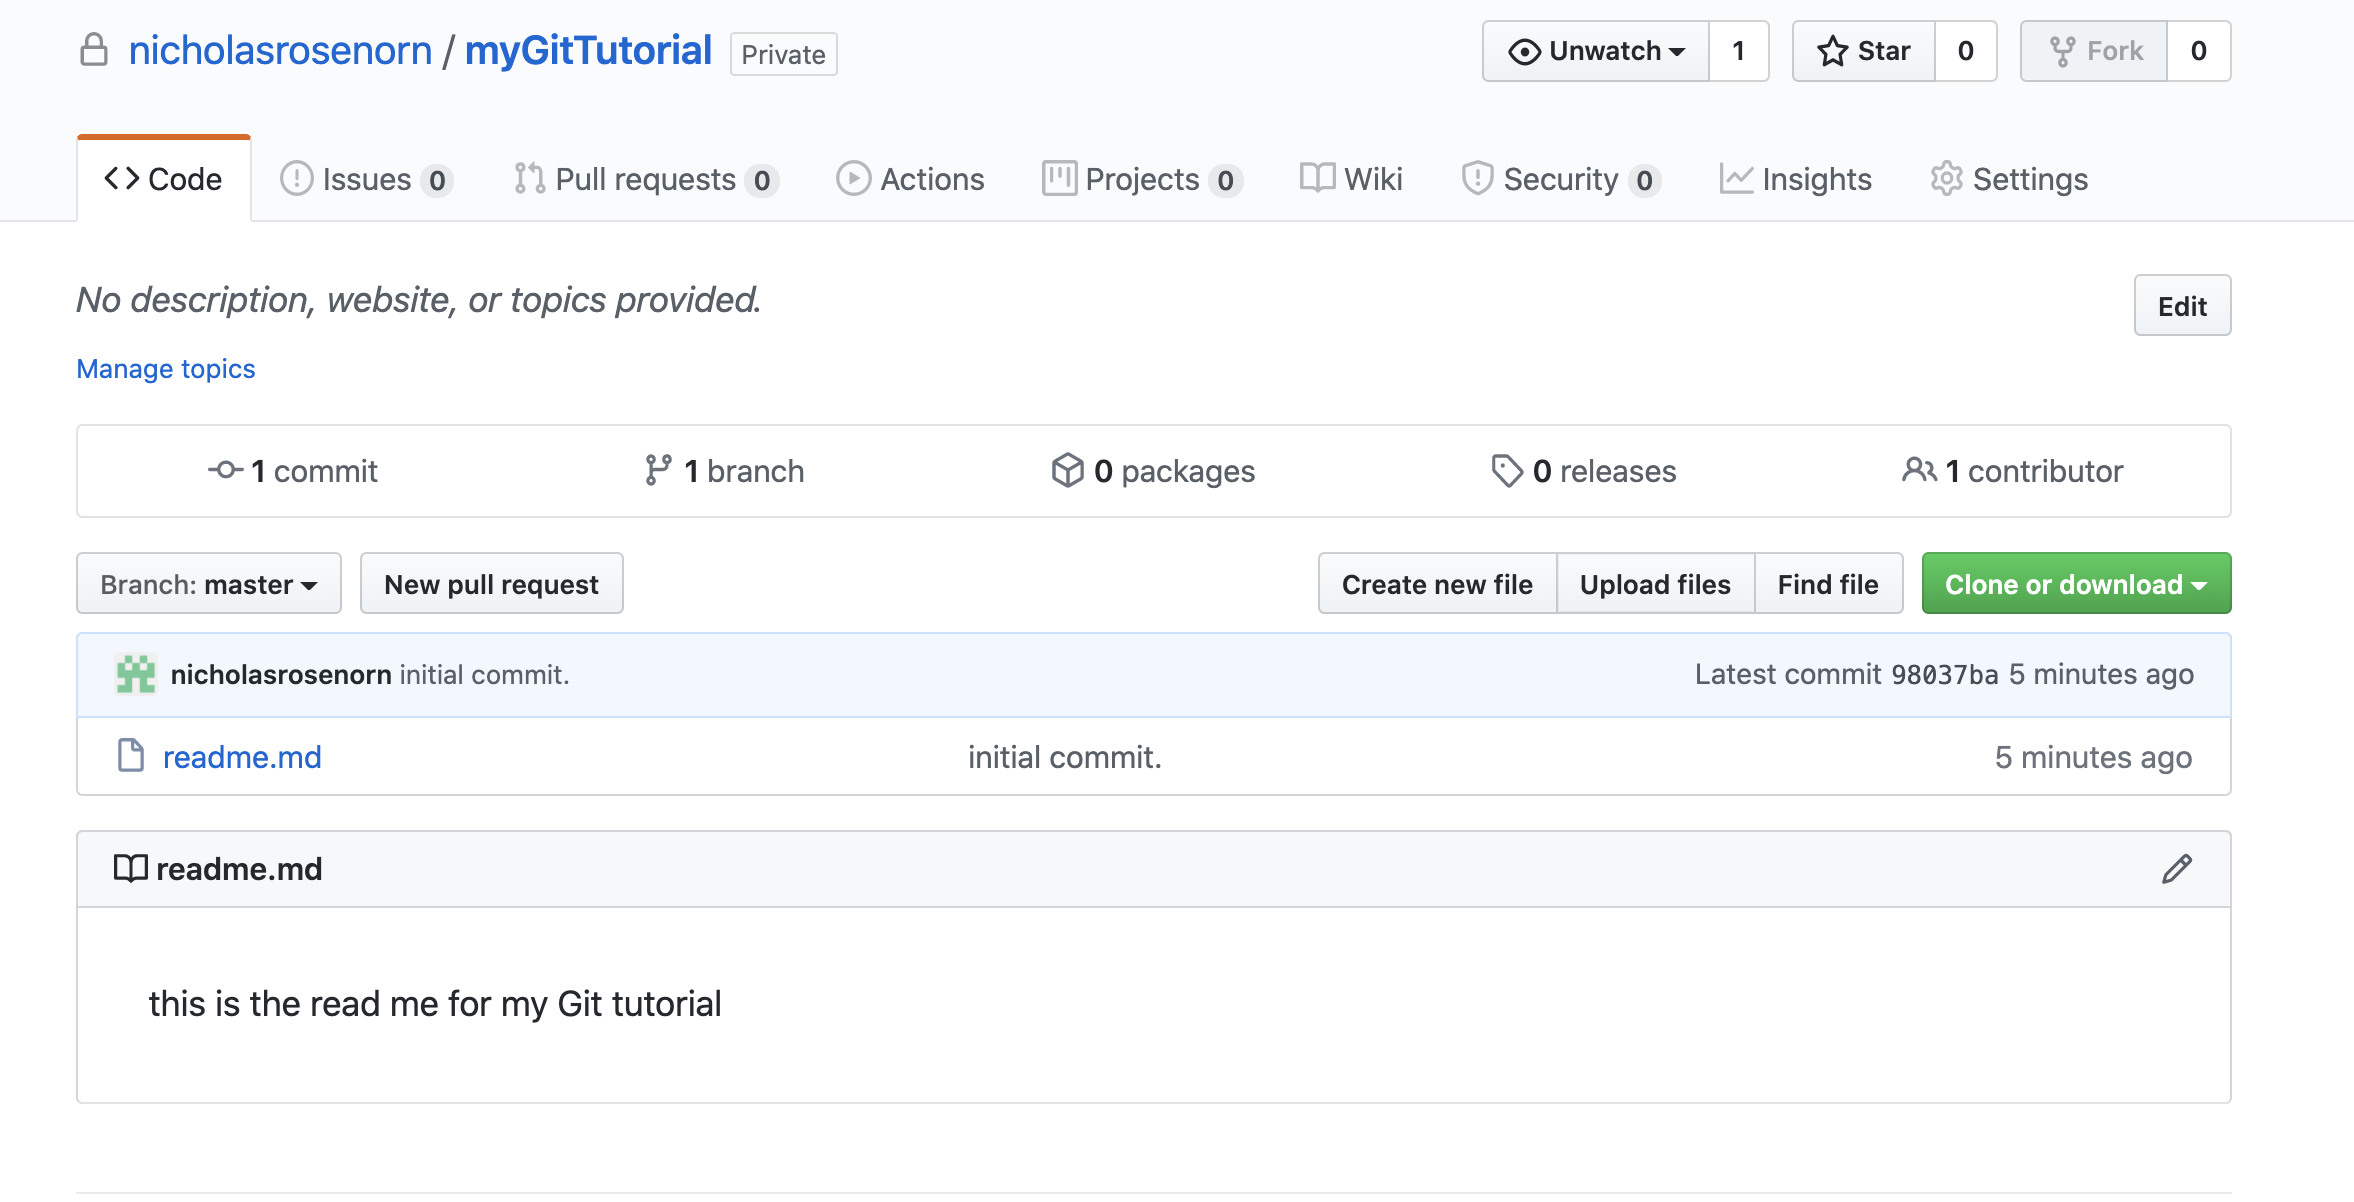 nicholasrosenorn / myGitTutorial Private Unwatch 1 Star 0 Fork 0
Code Issues 0 Pull requests 0 Actions Projects 0 Wiki Security 0 Insights Settings
No description, website, or topics provided. Edit
Manage topics
1 commit 1 branch 0 packages 0 releases 1 contributor
Branch: master New pull request Create new file Upload files Find file Clone or download
nicholasrosenorn initial commit. Latest commit 98037ba 5 minutes ago
readme.md initial commit. 5 minutes ago
readme.md
this is the read me for my Git tutorial